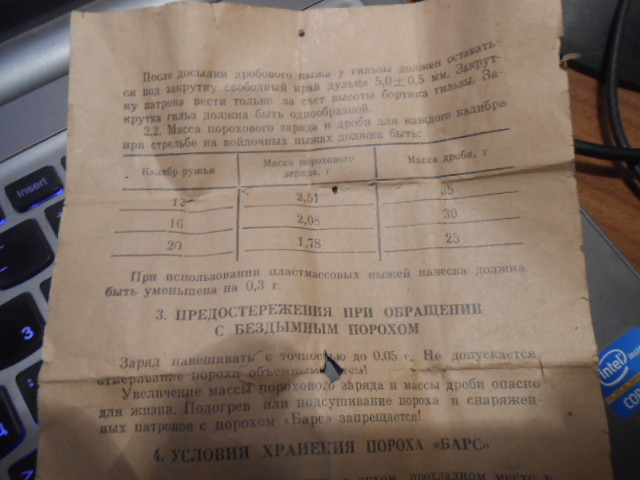 После досылки дробового пыжа у гильзы должен оставать-
ся под закрутку свободный край дульца 5,0±0,5 мм. Закрут-
ку патрона вести только за счет высоты бортика гильзы. За-
крутка гильз должна быть однообразной.
2.2. Масса порохового заряда и дроби для каждого калибра
при стрельбе на войлочных пыжах должна быть:
Калибр ружья Масса порохового заряда, г Масса дроби, г
12 2,51 35
16 2,08 30
20 1,78 25
При использовании пластмассовых пыжей навеска должна
быть уменьшена на 0,3 г.
3. ПРЕДОСТЕРЕЖЕНИЯ ПРИ ОБРАЩЕНИИ
С БЕЗДЫМНЫМ ПОРОХОМ
Заряд навешивать с точностью до 0,05 г. Не допускается
отмеривание пороха
Увеличение массы порохового заряда и массы дроби опасно
для жизни. Подогрев или подсушивание пороха и снаряжен-
ных патронов с порохом «Барс» запрещается!
4. УСЛОВИЯ ХРАНЕНИЯ ПОРОХА «БАРС»
прохладном месте
Insert
intel